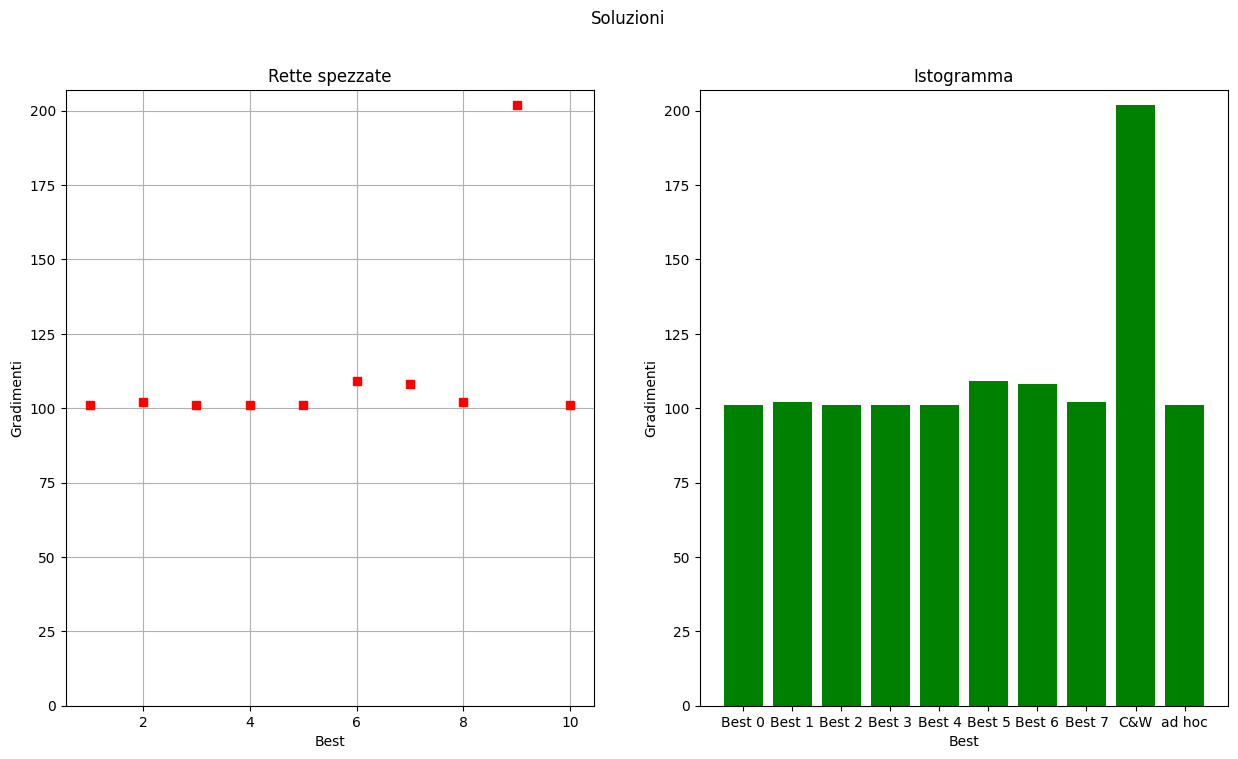 Soluzioni
Rette spezzate
Gradimenti
200
175
150
125
100
75
50
25
0
2 4 6 8 10
Best
Istogramma
Gradimenti
200
175
150
125
100
75
50
25
0
Best 0 Best 1 Best 2 Best 3 Best 4 Best 5 Best 6 Best 7 C&W ad hoc
Best